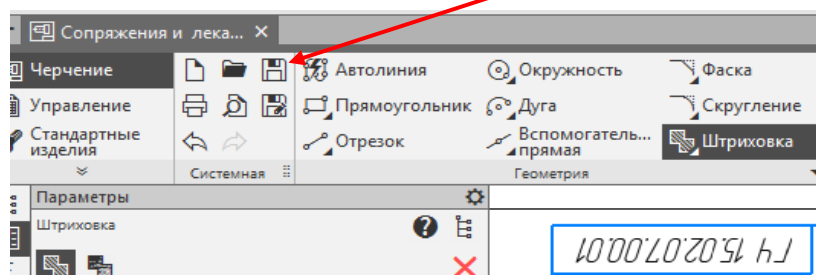 Сопряжения и лека... ×
Черчение Автолиния Окружность Фаска
Управление Прямоугольник Дуга Скругление
Стандартные изделия Отрезок Вспомогатель... прямая Штриховка
Системная Геометрия
Параметры
Штриховка
ГЧ 15.02.07.00.01